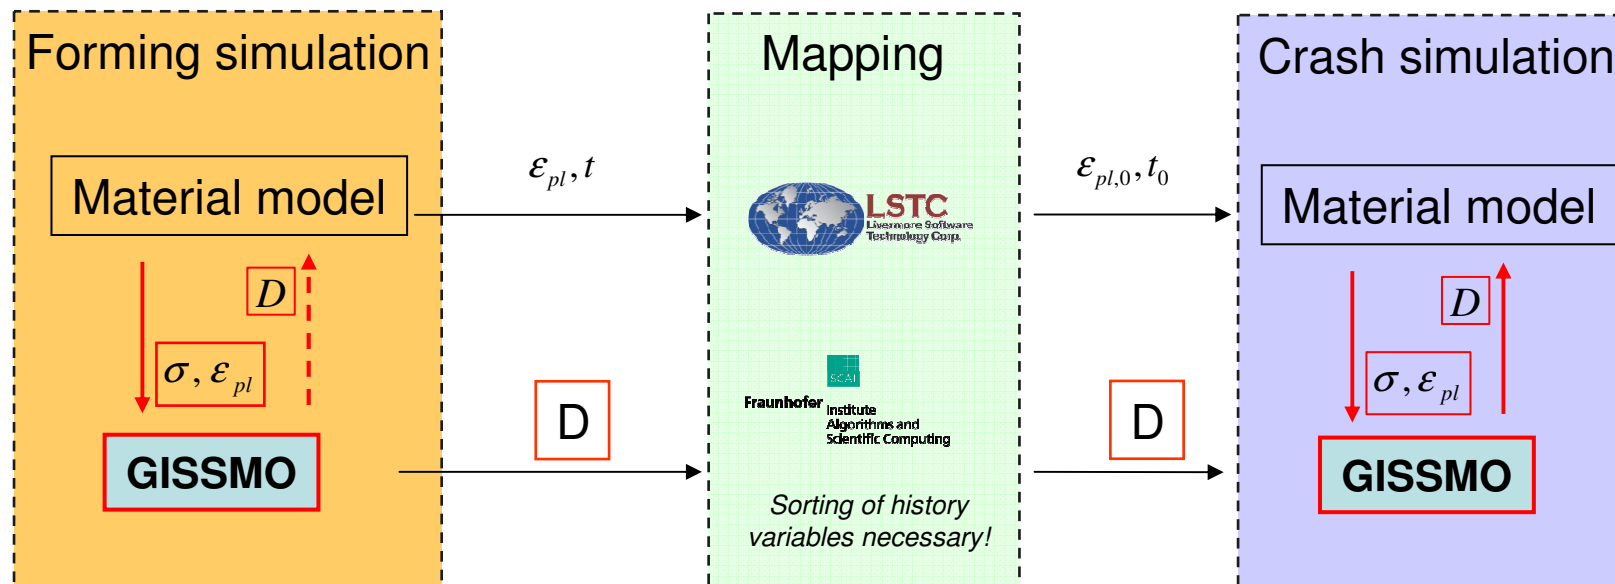 Forming simulation
Material model
D
σ, ε_pl
GISSMO
ε_pl, t
D
Mapping
LSTC
Livermore Software
Technology Corp.
SCAI
Fraunhofer
Institute
Algorithms and
Scientific Computing
Sorting of history
variables necessary!
ε_pl,0, t_0
D
Crash simulation
Material model
D
σ, ε_pl
GISSMO